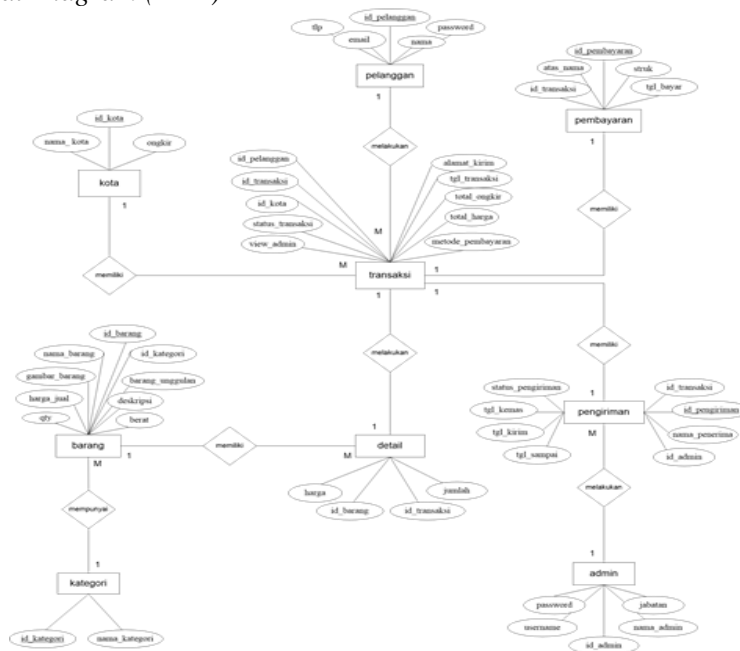 id_pelanggan
tlp
password
email
nama
pelanggan
1
id_pembayaran
atas_nama
struk
id_transaksi
tgl_bayar
pembayaran
1
id_kota
nama_ kota
ongkir
kota
1
melakukan
id_pelanggan
alamat_kirim
id_transaksi
tgl_transaksi
id_kota
total_ongkir
status_transaksi
total_harga
view_admin
metode_pembayaran
M
memiliki
memiliki
M
transaksi
1
1
1
melakukan
memiliki
id_barang
nama_barang
id_kategori
gambar_barang
barang_unggulan
harga_jual
deskripsi
qty
berat
barang
M
1
memiliki
1
detail
M
harga
jumlah
id_barang
id_transaksi
1
status_pengiriman
id_transaksi
tgl_kemas
pengiriman
id_pengiriman
tgl_kirim
M
nama_penerima
tgl_sampai
id_admin
mempunyai
melakukan
1
kategori
id_kategori
nama_kategori
1
admin
password
jabatan
username
nama_admin
id_admin